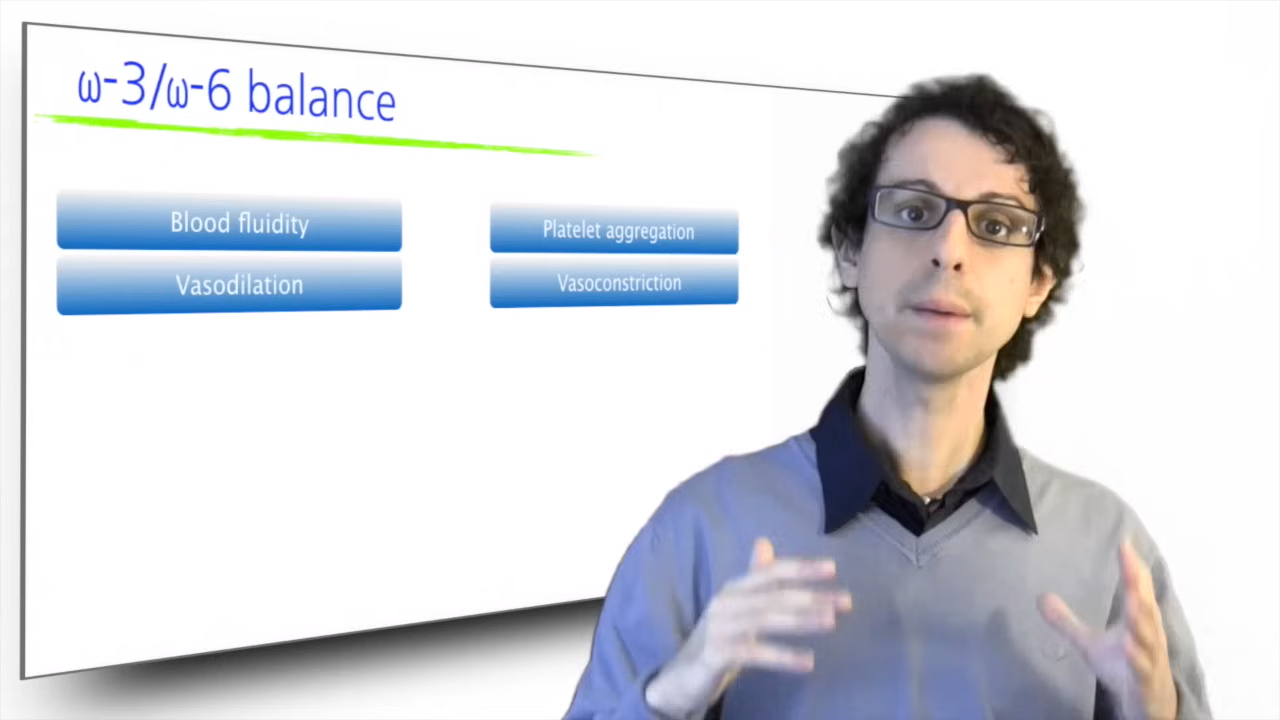 ω-3/ω-6 balance
Blood fluidity
Platelet aggregation
Vasodilation
Vasoconstriction